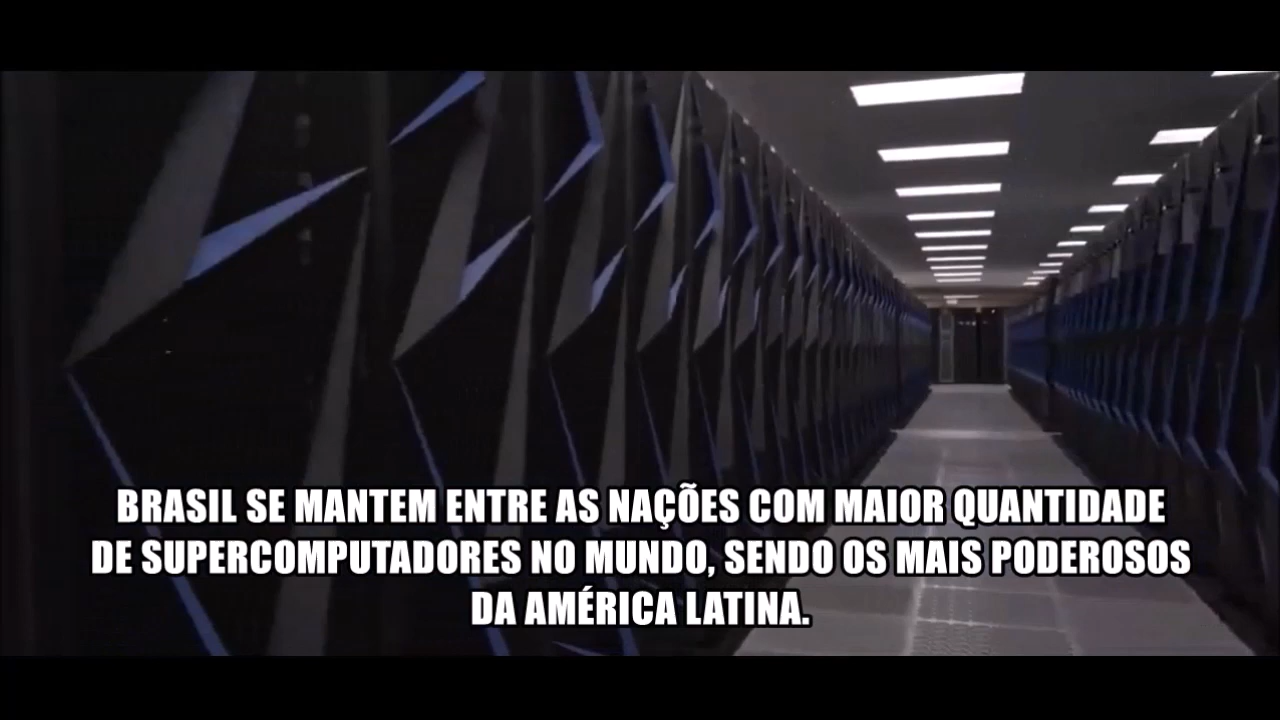 BRASIL SE MANTEM ENTRE AS NAÇÕES COM MAIOR QUANTIDADE
DE SUPERCOMPUTADORES NO MUNDO, SENDO OS MAIS PODEROSOS
DA AMÉRICA LATINA.